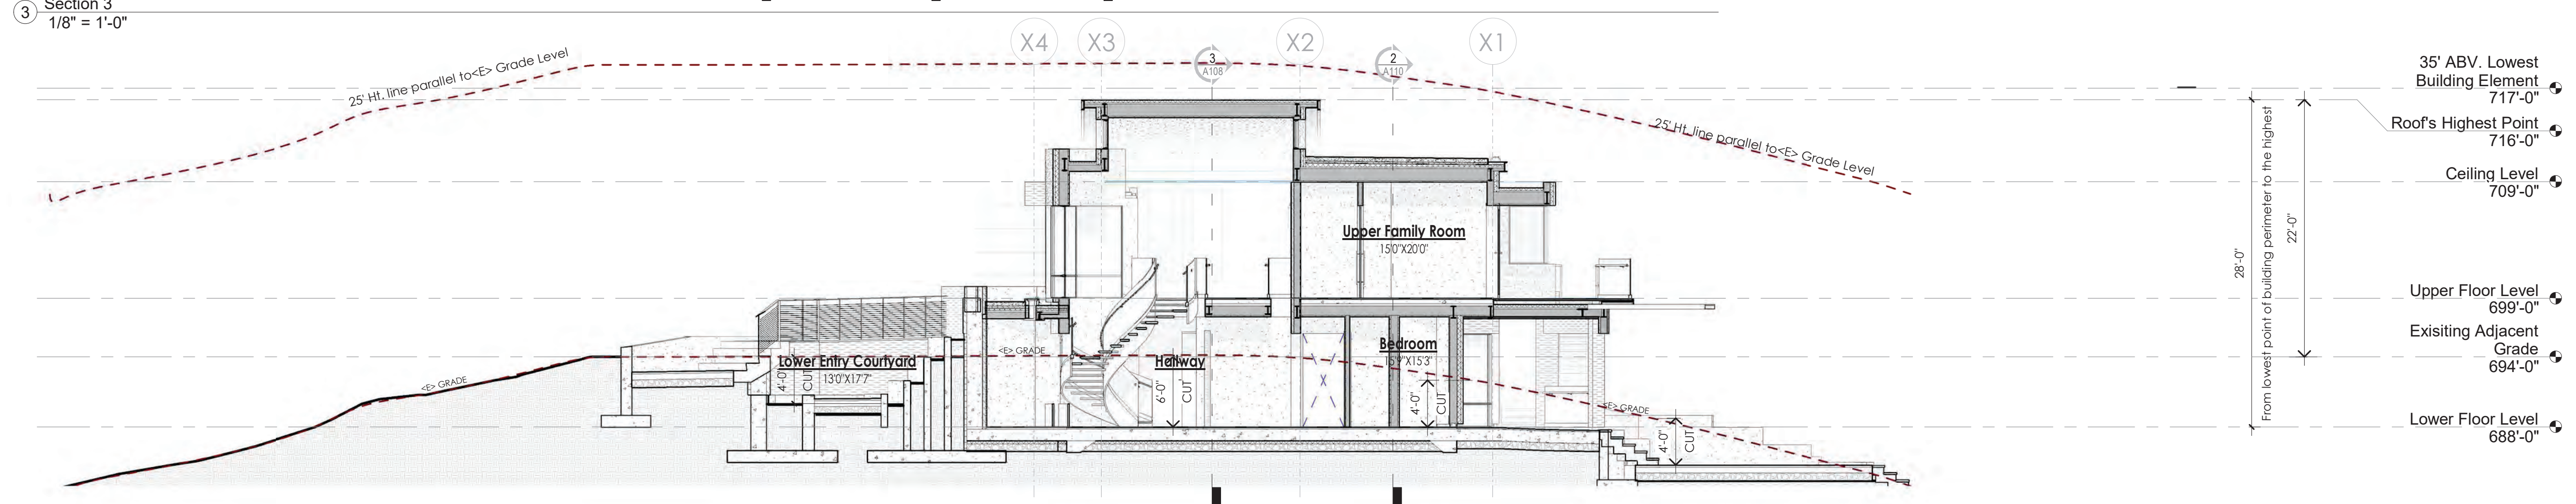 3 Section 3
1/8" = 1'-0"
X4
X3
3
A108
X2
2
A110
X1
25' Ht. line parallel to<E> Grade Level
25' Ht. line parallel to<E> Grade Level
35' ABV. Lowest
Building Element
717'-0"
Roof's Highest Point
716'-0"
Ceiling Level
709'-0"
Upper Floor Level
699'-0"
Exisiting Adjacent
Grade
694'-0"
Lower Floor Level
688'-0"
28'-0"
From lowest point of building perimeter to the highest
22'-0"
Upper Family Room
15'0"X20'0"
Lower Entry Courtyard
13'0"X17'7"
4'-0"
CUT
<E> GRADE
<E> GRADE
Hallway
6'-0"
CUT
Bedroom
15'9"X15'3"
4'-0"
CUT
<E> GRADE
4'-0"
CUT